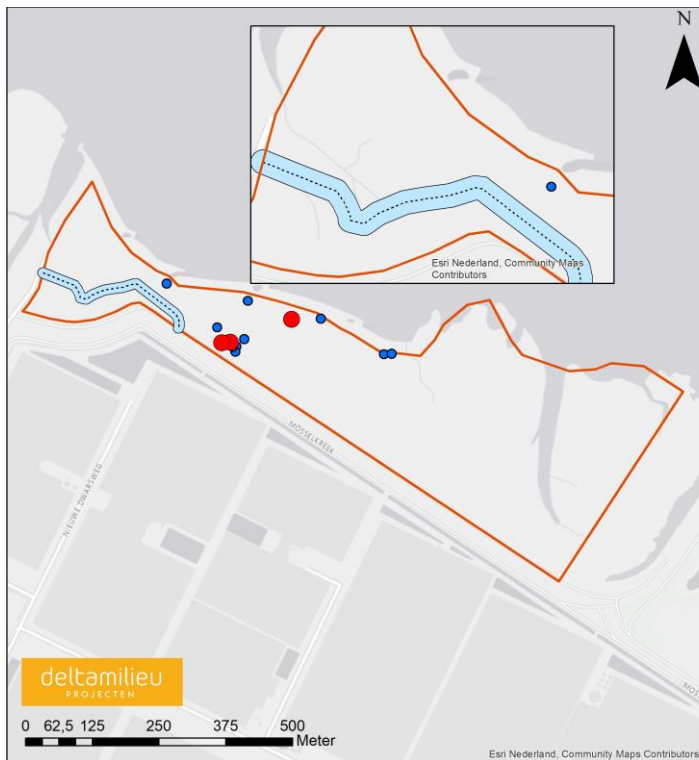 N
Esri Nederland, Community Maps
Contributors
MOSSELKREEK
NIEUWE DWARSWEG
deltamilieu
PROJECTEN
0 62,5 125 250 375 500
Meter
MOS
Esri Nederland, Community Maps Contributors